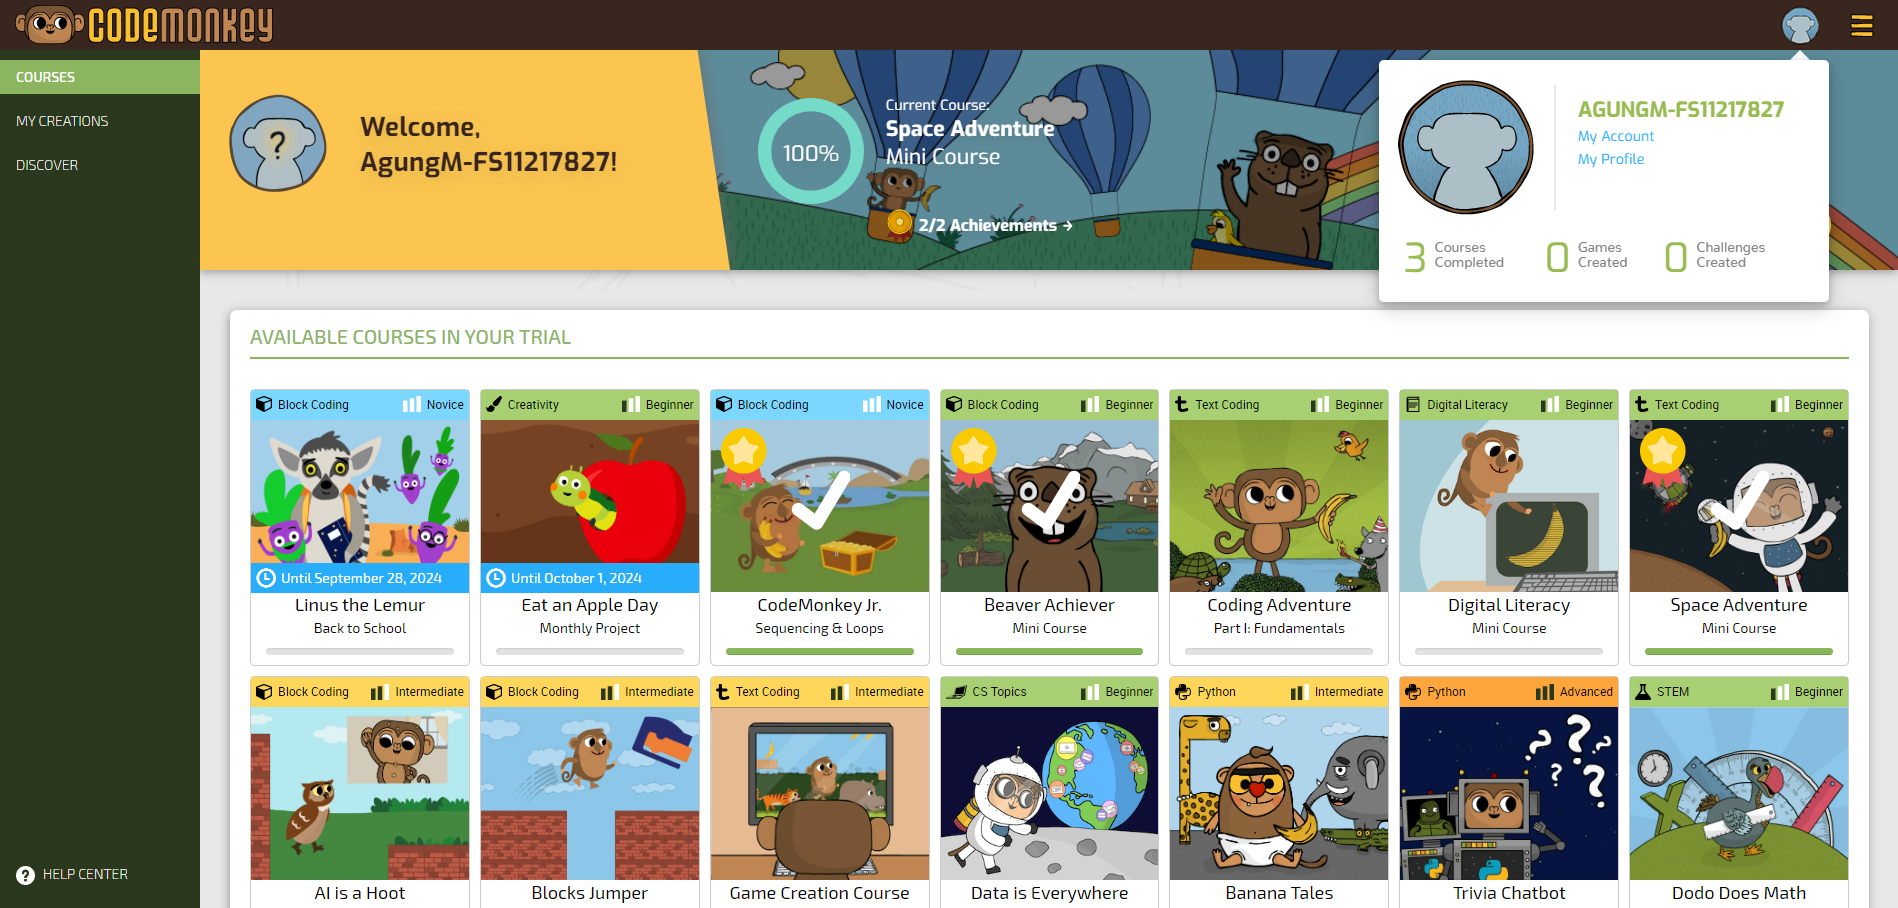 CODEMONKEY
COURSES
MY CREATIONS
DISCOVER
HELP CENTER
?
Welcome,
AgungM-FS11217827!
100%
Current Course:
Space Adventure
Mini Course
2/2 Achievements →
AGUNGM-FS11217827
My Account
My Profile
3 Courses Completed
0 Games Created
0 Challenges Created
AVAILABLE COURSES IN YOUR TRIAL
Block Coding Novice
Until September 28, 2024
Linus the Lemur
Back to School
Creativity Beginner
Until October 1, 2024
Eat an Apple Day
Monthly Project
Block Coding Novice
CodeMonkey Jr.
Sequencing & Loops
Block Coding Beginner
Beaver Achiever
Mini Course
Text Coding Beginner
Coding Adventure
Part I: Fundamentals
Digital Literacy Beginner
Digital Literacy
Mini Course
Text Coding Beginner
Space Adventure
Mini Course
Block Coding Intermediate
AI is a Hoot
Block Coding Intermediate
Blocks Jumper
Text Coding Intermediate
Game Creation Course
CS Topics Beginner
Data is Everywhere
Python Intermediate
Banana Tales
Python Advanced
? ? ? ? ?
Trivia Chatbot
STEM Beginner
Dodo Does Math